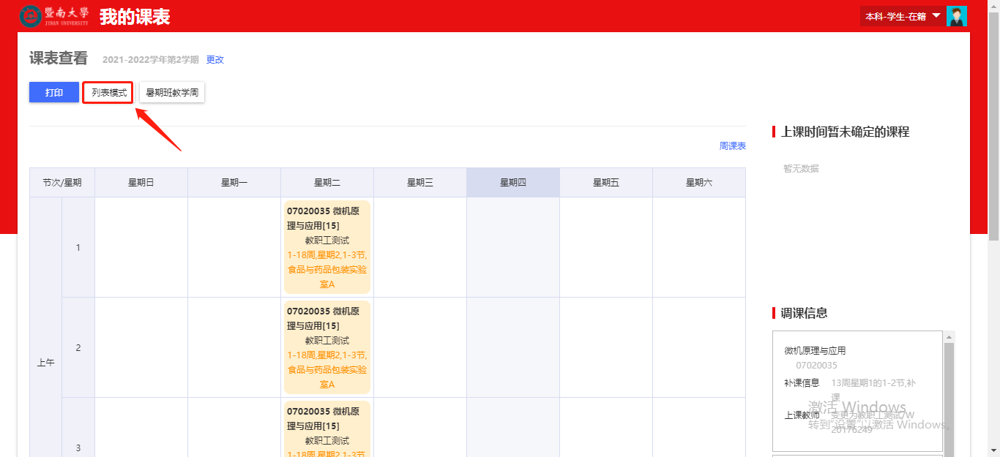 暨南大學
JINAN UNIVERSITY
我的课表
本科-学生-在籍
课表查看
2021-2022学年第2学期 更改
打印
列表模式
暑期班教学周
周课表
节次/星期 星期日 星期一 星期二 星期三 星期四 星期五 星期六
上午
1
07020035 微机原
理与应用[15]
教职工测试
1-18周,星期2,1-3节,
食品与药品包装实验
室A
2
07020035 微机原
理与应用[15]
教职工测试
1-18周,星期2,1-3节,
食品与药品包装实验
室A
3
07020035 微机原
理与应用[15]
教职工测试
1-18周,星期2,1-3节
上课时间暂未确定的课程
暂无数据
调课信息
微机原理与应用
07020035
补课信息 13周星期1的1-2节,补
课
上课教师 变更为教职工测试/W
20176249
激活 Windows
转到"设置"以激活 Windows。